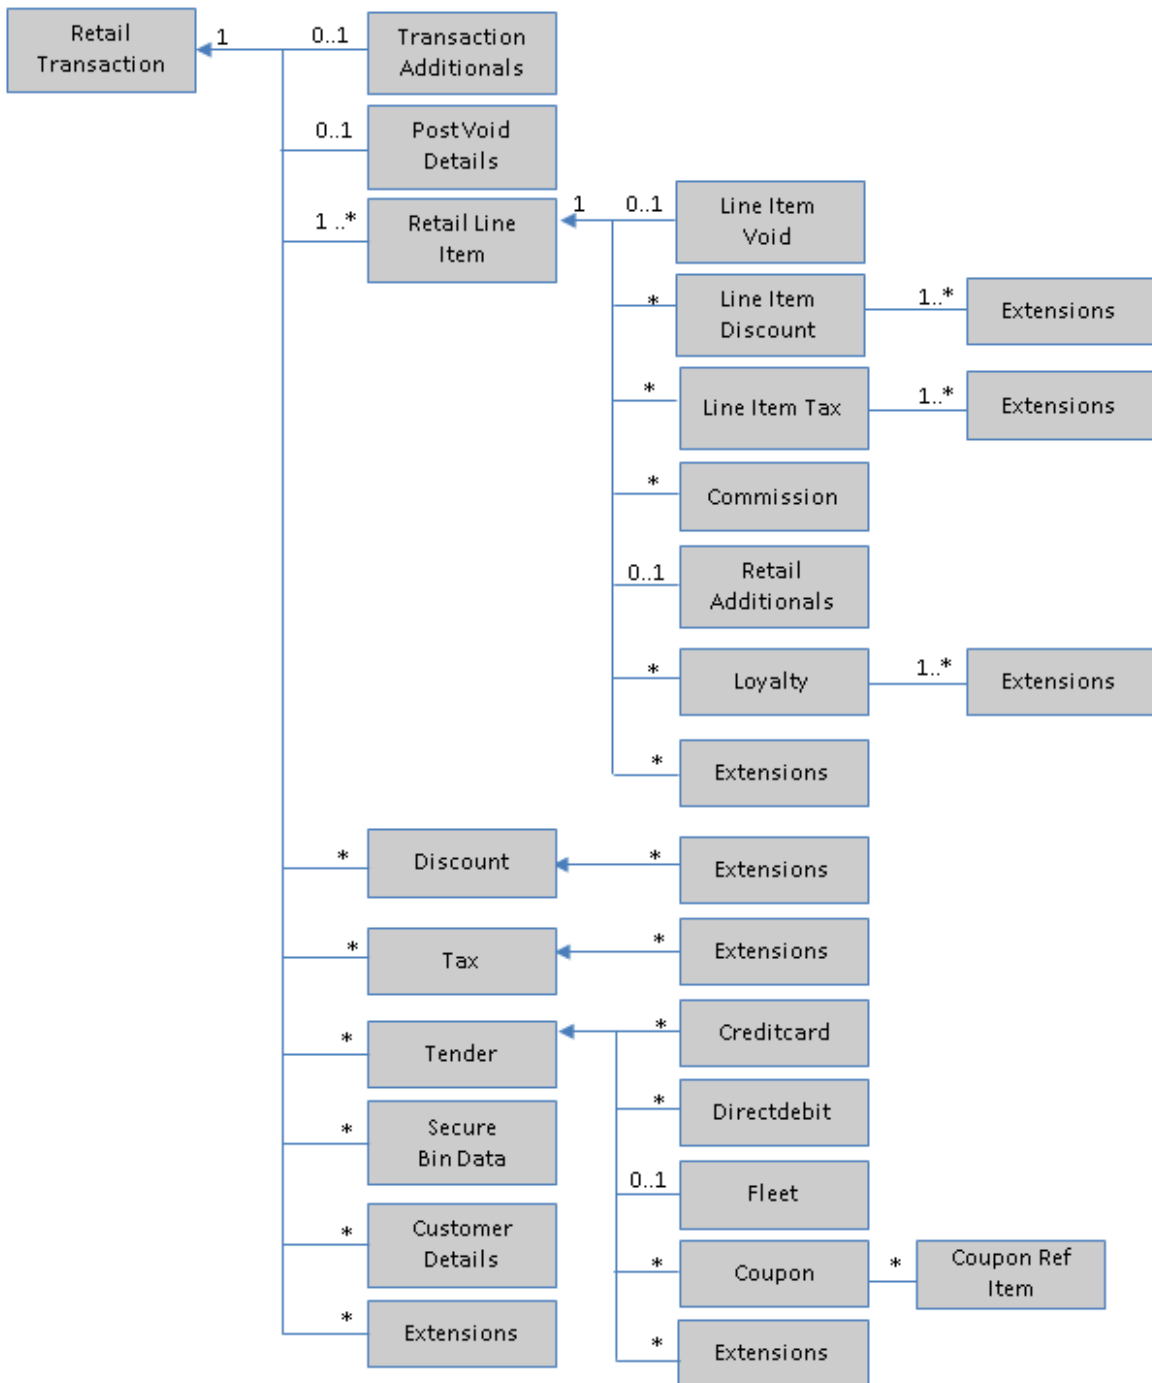 Retail
Transaction
1
0..1
Transaction
Additionals
0..1
PostVoid
Details
1 ..*
Retail Line
Item
1
0..1
Line Item
Void
*
Line Item
Discount
1..*
Extensions
*
Line Item Tax
1..*
Extensions
*
Commission
0..1
Retail
Additionals
*
Loyalty
1..*
Extensions
*
Extensions
*
Discount
*
Extensions
*
Tax
*
Extensions
*
Tender
*
Creditcard
*
Directdebit
*
Secure
Bin Data
0..1
Fleet
*
Customer
Details
*
Coupon
*
Coupon Ref
Item
*
Extensions
*
Extensions